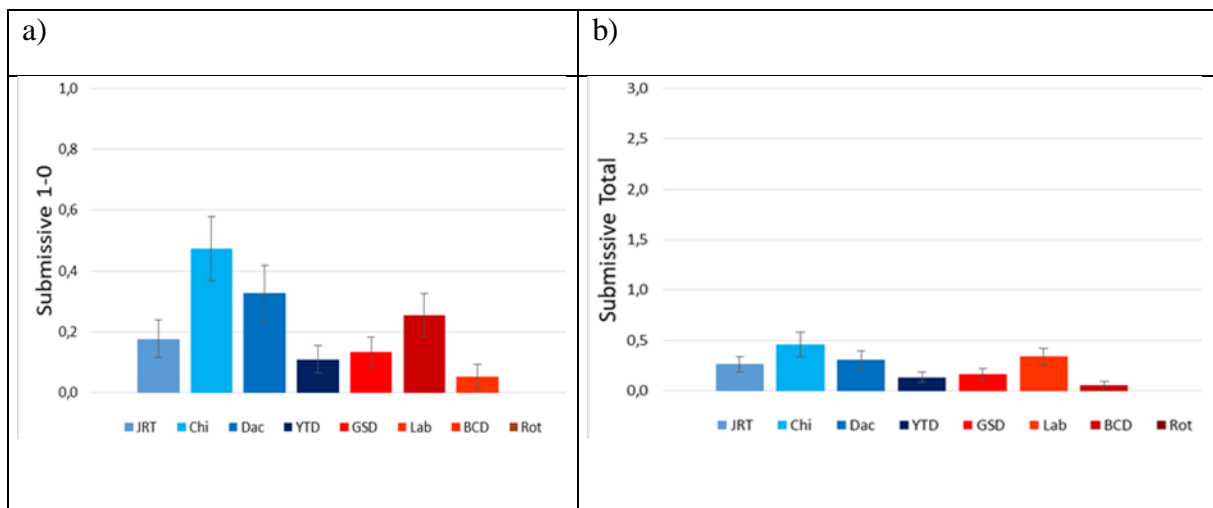 a)
b)
1,0
0,8
0,6
0,4
0,2
0,0
Submissive 1-0
JRT Chi Dac YTD GSD Lab BCD Rot
3,0
2,5
2,0
1,5
1,0
0,5
0,0
Submissive Total
JRT Chi Dac YTD GSD Lab BCD Rot